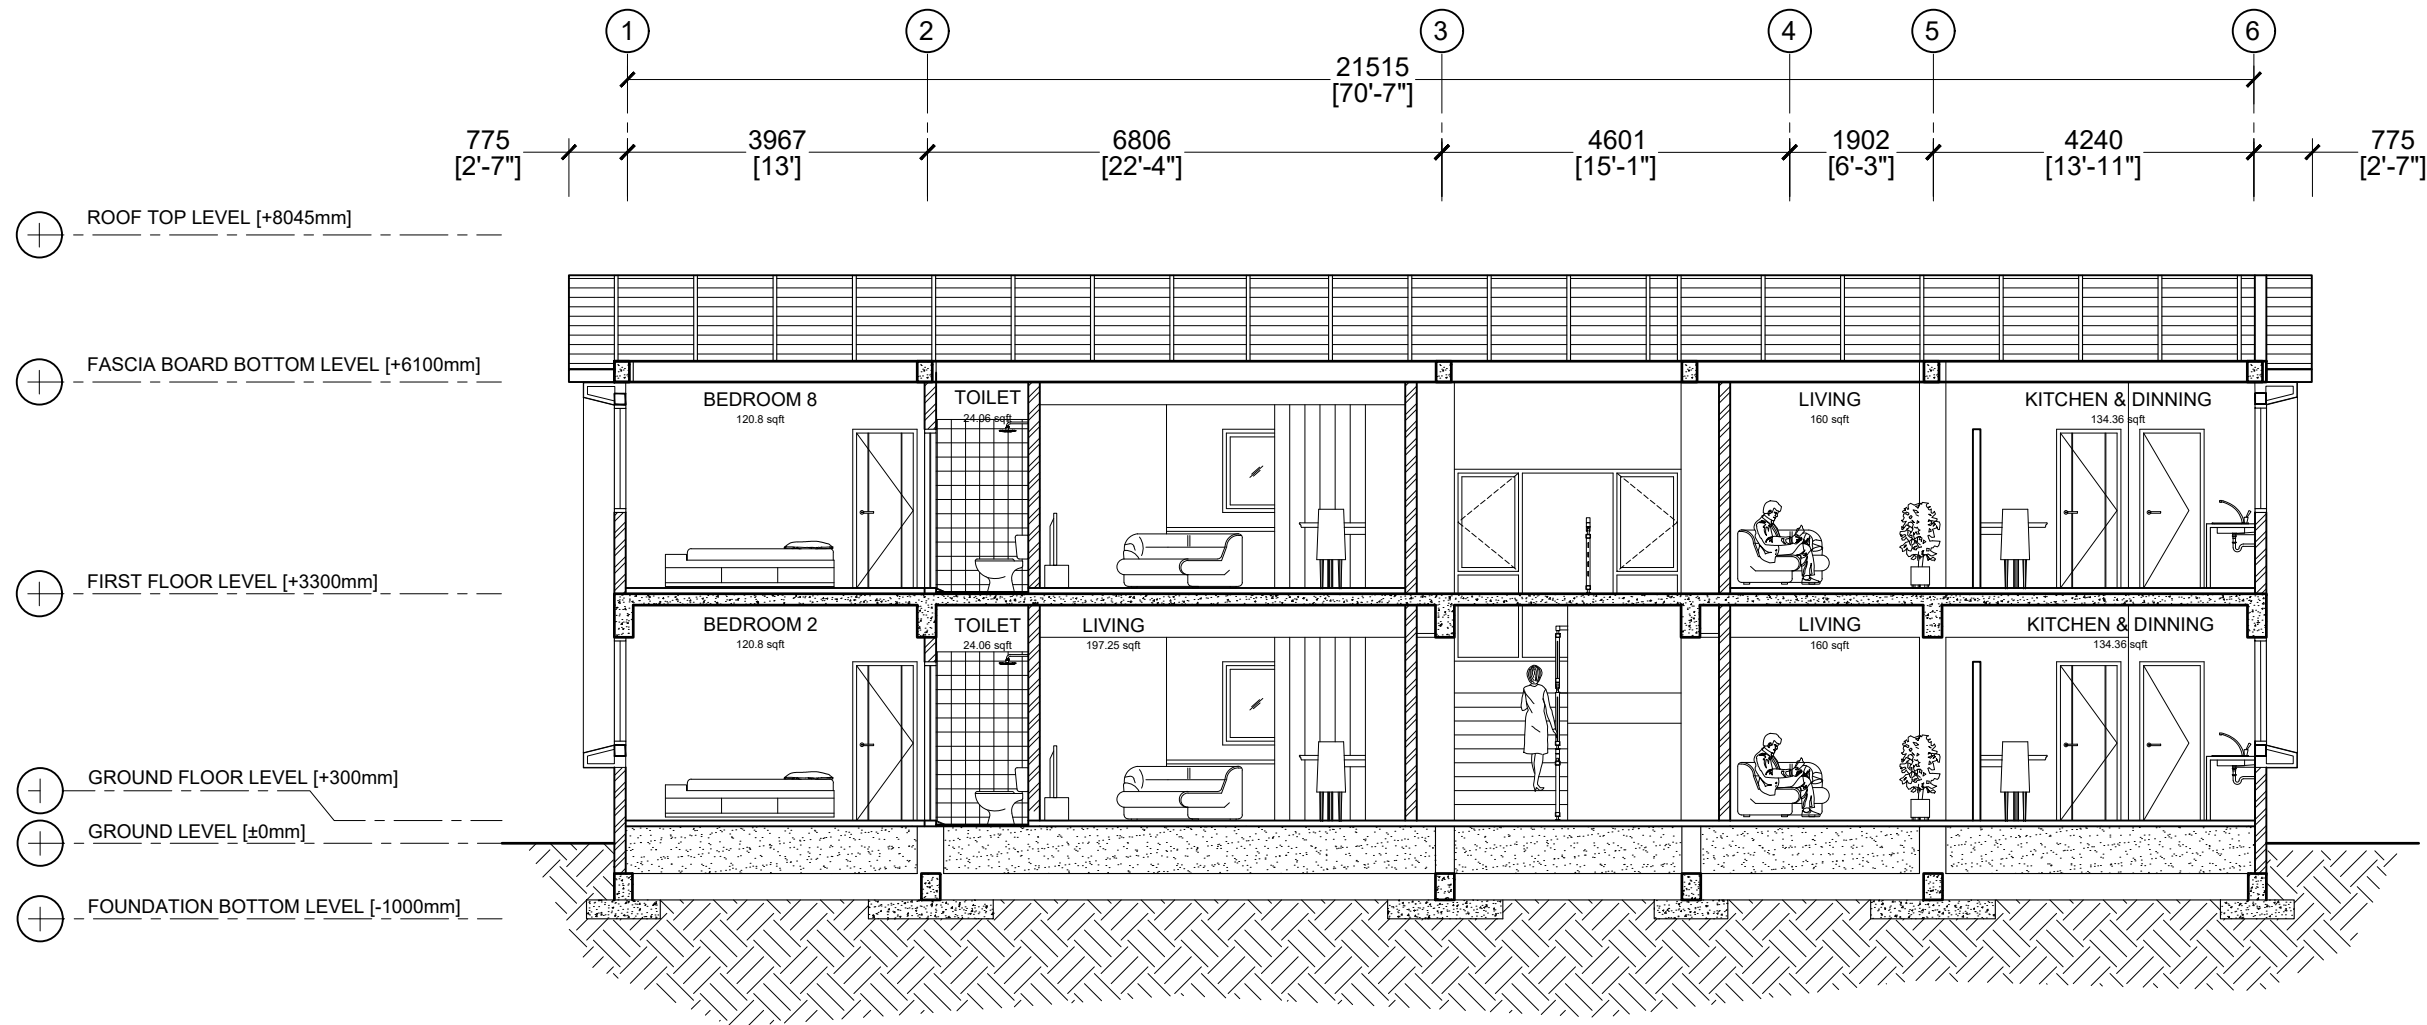 1 2 3 4 5 6
21515
[70'-7"]
775 3967 6806 4601 1902 4240 775
[2'-7"] [13'] [22'-4"] [15'-1"] [6'-3"] [13'-11"] [2'-7"]
ROOF TOP LEVEL [+8045mm]
FASCIA BOARD BOTTOM LEVEL [+6100mm]
BEDROOM 8 TOILET LIVING KITCHEN & DINNING
120.8 sqft 24.06 sqft 160 sqft 134.36 sqft
FIRST FLOOR LEVEL [+3300mm]
BEDROOM 2 TOILET LIVING LIVING KITCHEN & DINNING
120.8 sqft 24.06 sqft 197.25 sqft 160 sqft 134.36 sqft
GROUND FLOOR LEVEL [+300mm]
GROUND LEVEL [±0mm]
FOUNDATION BOTTOM LEVEL [-1000mm]